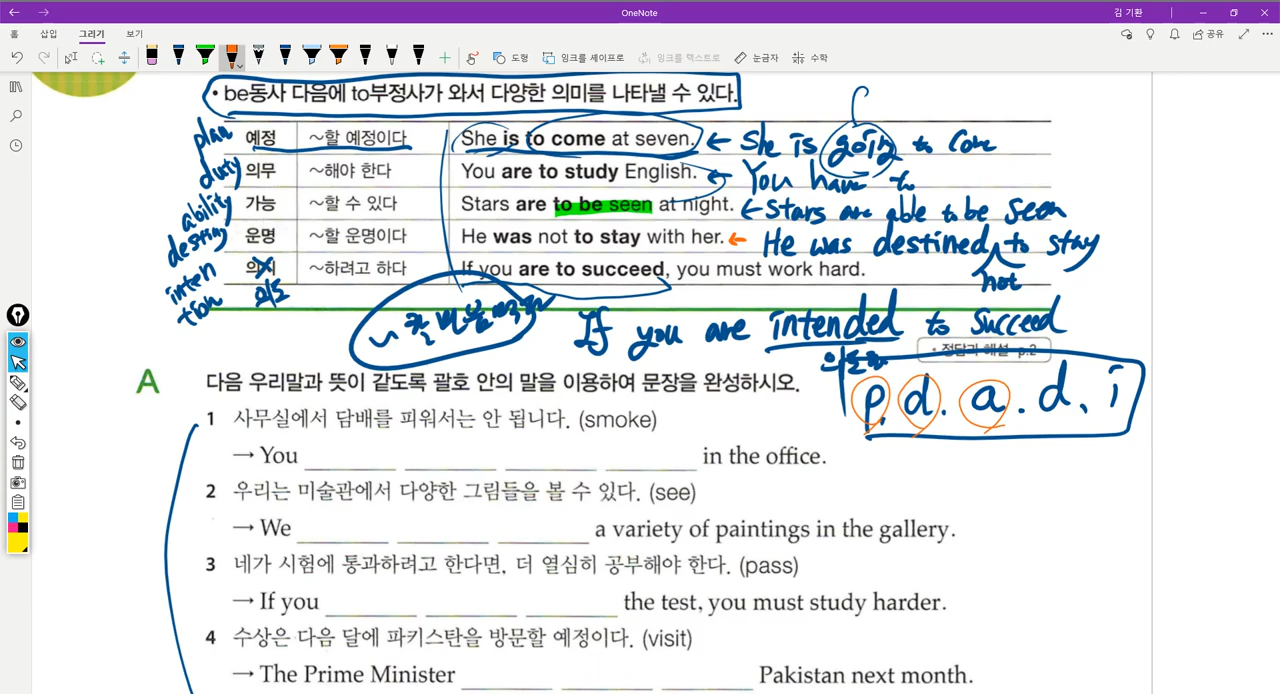 OneNote
김 기환
홈 삽입 그리기 보기
공유
도형 잉크를 셰이프로 잉크를 텍스트로 눈금자 수학
• be동사 다음에 to부정사가 와서 다양한 의미를 나타낼 수 있다.
plan 예정 ~할 예정이다 She is to come at seven. ← She is going to come
duty 의무 ~해야 한다 You are to study English. ← You have to
ability 가능 ~할 수 있다 Stars are to be seen at night. ← Stars are able to be seen
destiny 운명 ~할 운명이다 He was not to stay with her. ← He was destined to stay
not
intention 의지 ~하려고 하다 If you are to succeed, you must work hard.
의도
If you are intended to succeed
• 정답과 해설 p.2
p. d. a. d. i
A 다음 우리말과 뜻이 같도록 괄호 안의 말을 이용하여 문장을 완성하시오.
1 사무실에서 담배를 피워서는 안 됩니다. (smoke)
→ You ____ ____ ____ ____ in the office.
2 우리는 미술관에서 다양한 그림들을 볼 수 있다. (see)
→ We ____ ____ ____ a variety of paintings in the gallery.
3 네가 시험에 통과하려고 한다면, 더 열심히 공부해야 한다. (pass)
→ If you ____ ____ ____ the test, you must study harder.
4 수상은 다음 달에 파키스탄을 방문할 예정이다. (visit)
→ The Prime Minister ____ ____ ____ Pakistan next month.